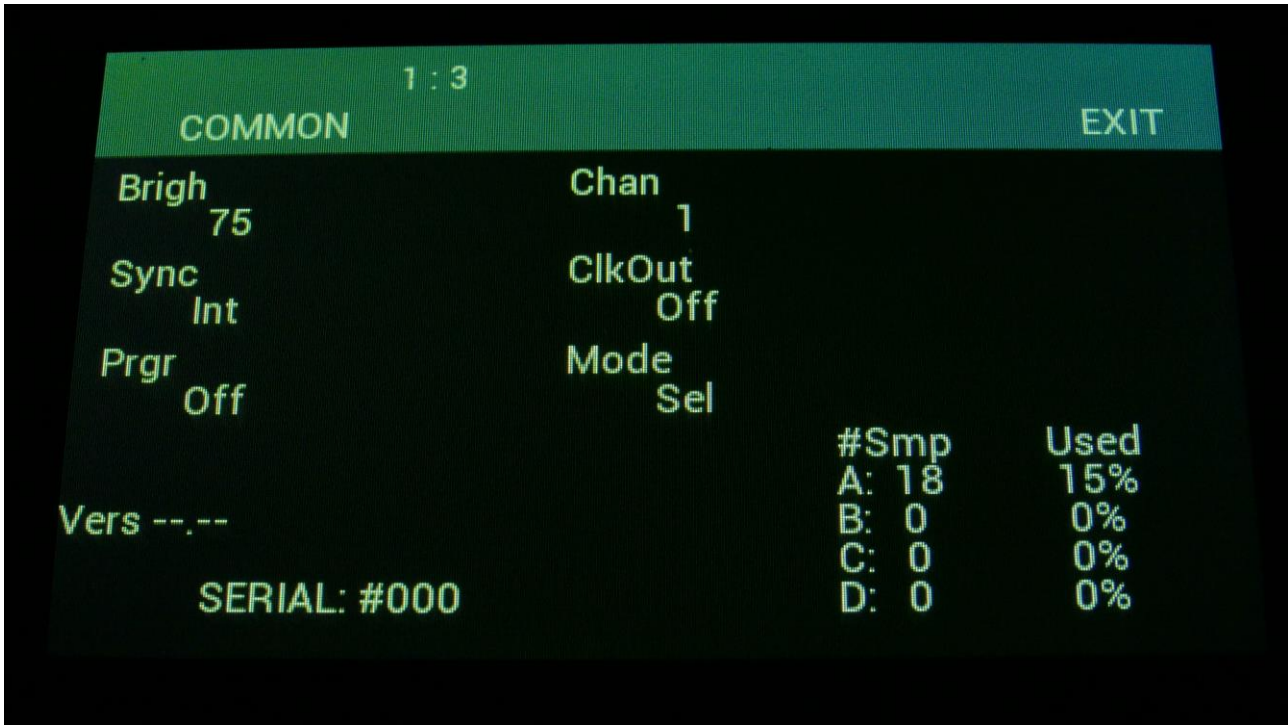 1 : 3
COMMON EXIT
Brigh Chan
75 1
Sync ClkOut
Int Off
Prgr Mode
Off Sel
#Smp Used
A: 18 15%
Vers --.--
B: 0 0%
C: 0 0%
SERIAL: #000
D: 0 0%